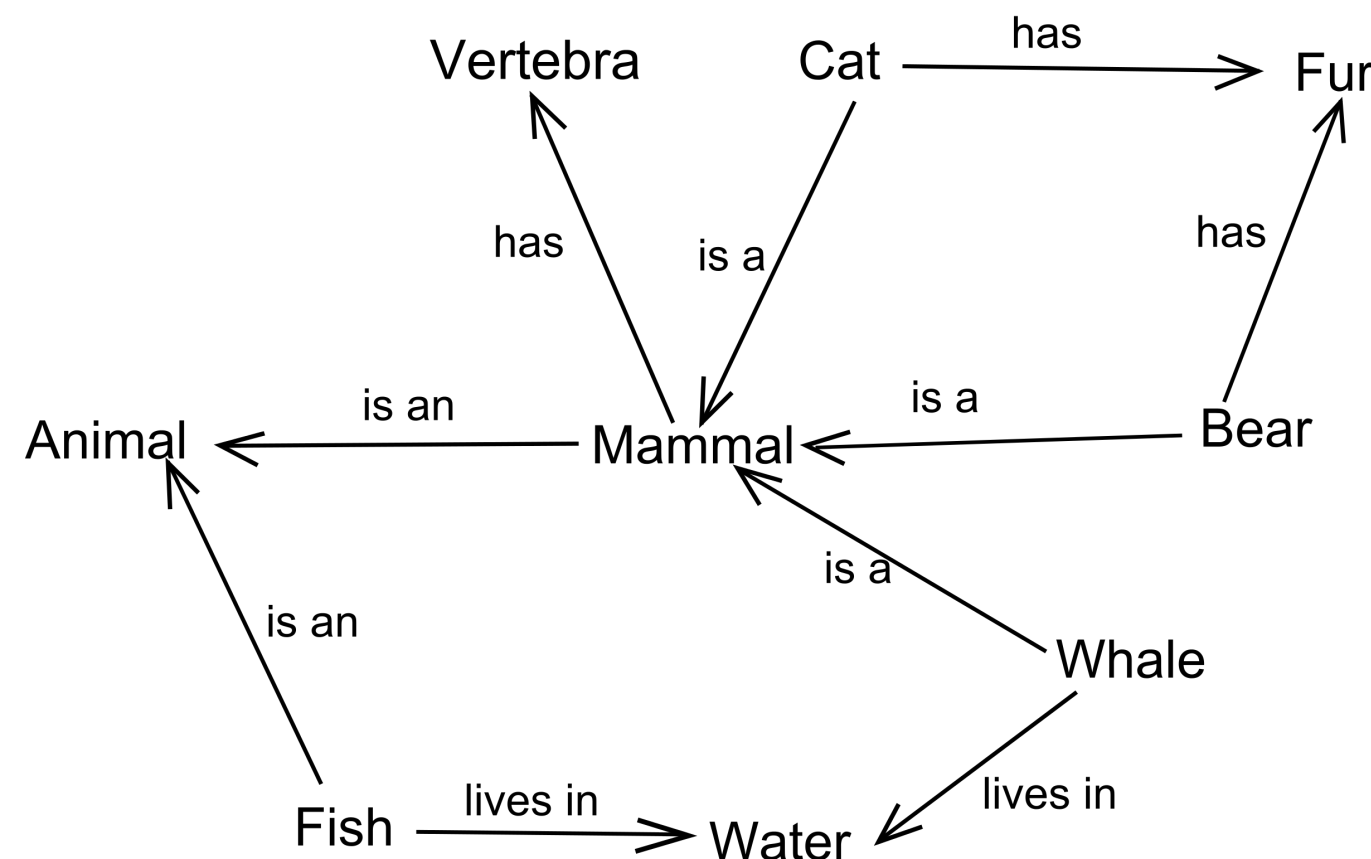 has
Vertebra
Cat
Fur
has
is a
has
is an
is a
Animal
Mammal
Bear
is a
is an
Whale
lives in
lives in
Fish
Water